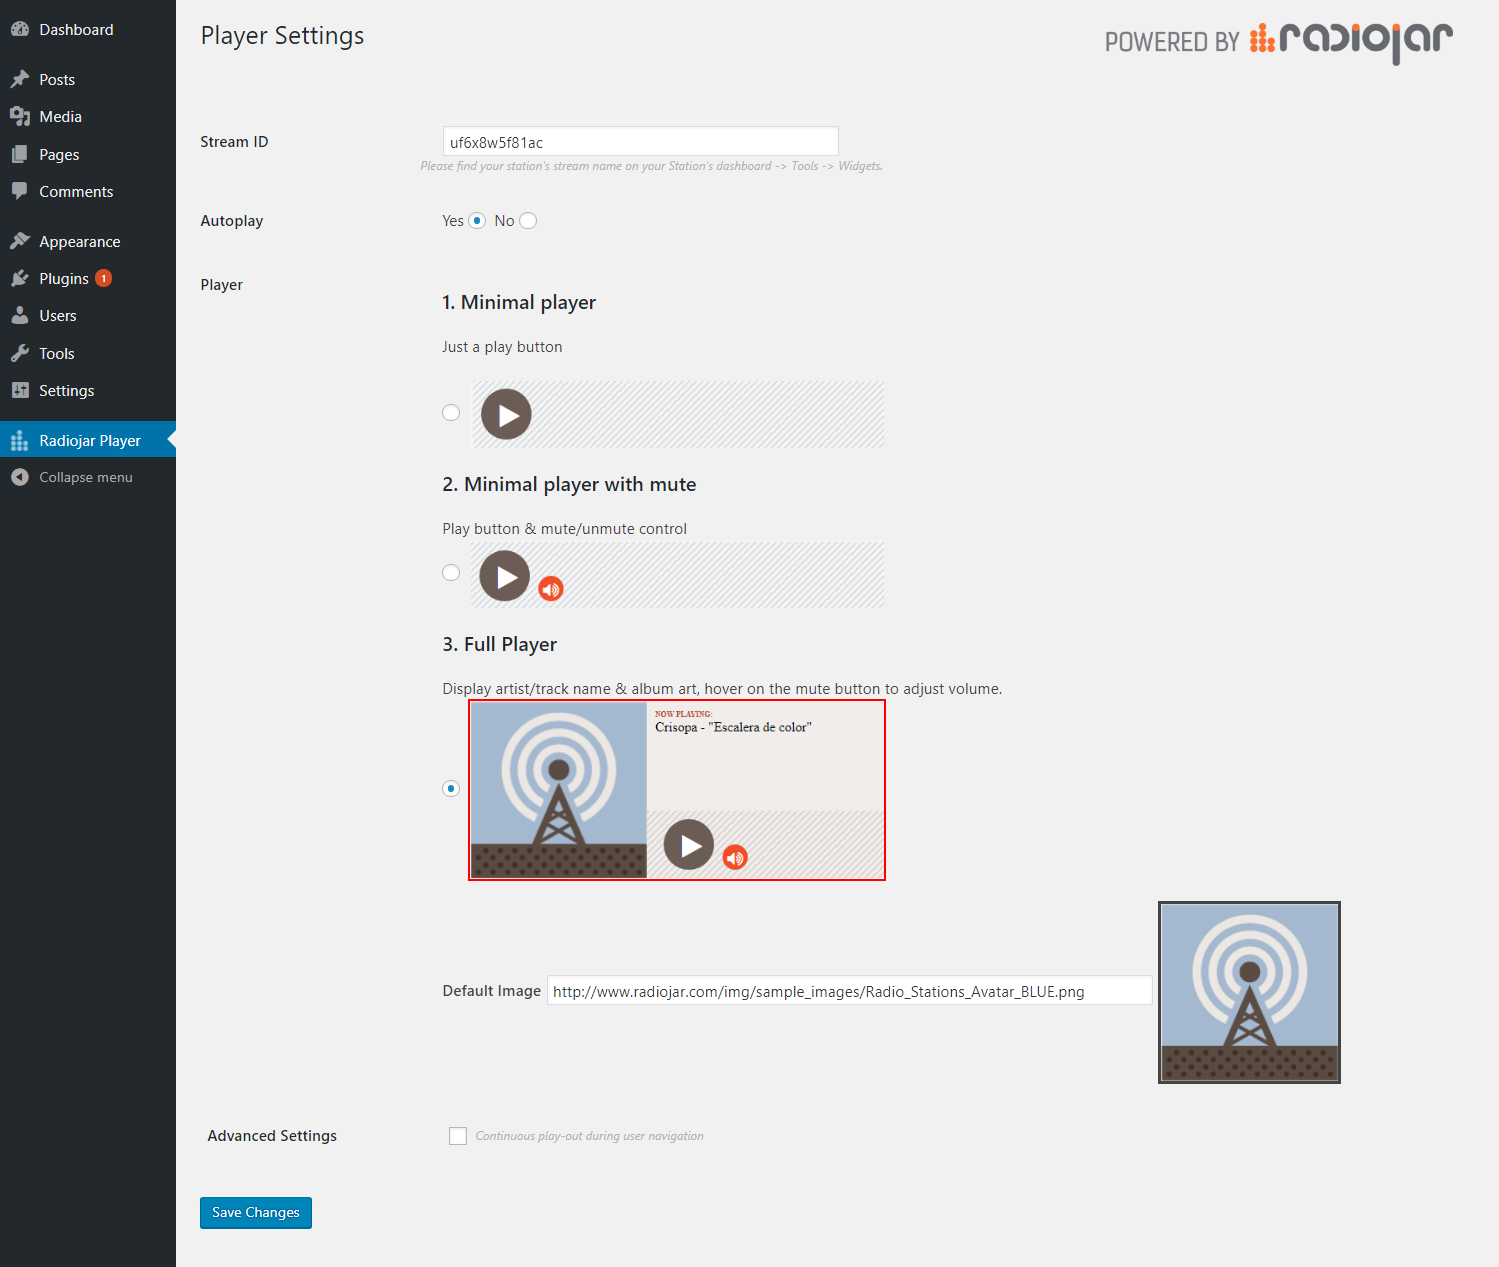 Dashboard
Posts
Media
Pages
Comments
Appearance
Plugins 1
Users
Tools
Settings
Radiojar Player
Collapse menu
Player Settings
POWERED BY radiojar
Stream ID
uf6x8w5f81ac
Please find your station's stream name on your Station's dashboard -> Tools -> Widgets.
Autoplay
Yes No
Player
1. Minimal player
Just a play button
2. Minimal player with mute
Play button & mute/unmute control
3. Full Player
Display artist/track name & album art, hover on the mute button to adjust volume.
NOW PLAYING:
Crisopa - "Escalera de color"
Default Image http://www.radiojar.com/img/sample_images/Radio_Stations_Avatar_BLUE.png
Advanced Settings
Continuous play-out during user navigation
Save Changes